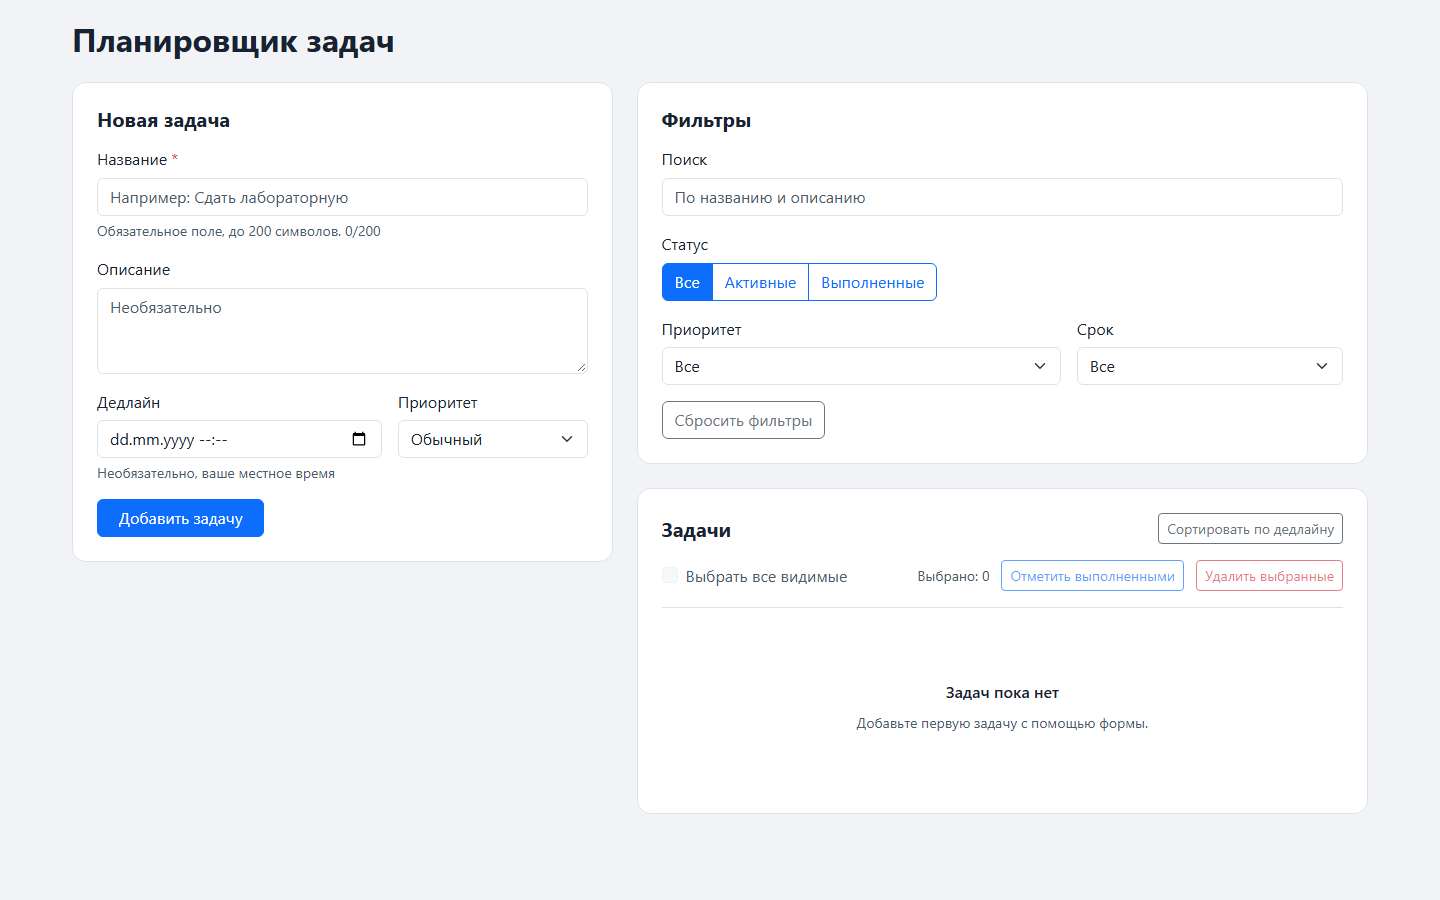 Планировщик задач
Новая задача
Название *
Например: Сдать лабораторную
Обязательное поле, до 200 символов. 0/200
Описание
Необязательно
Дедлайн
Приоритет
dd.mm.yyyy --:--
Обычный
Необязательно, ваше местное время
Добавить задачу
Фильтры
Поиск
По названию и описанию
Статус
Все
Активные
Выполненные
Приоритет
Срок
Все
Все
Сбросить фильтры
Задачи
Сортировать по дедлайну
Выбрать все видимые
Выбрано: 0
Отметить выполненными
Удалить выбранные
Задач пока нет
Добавьте первую задачу с помощью формы.